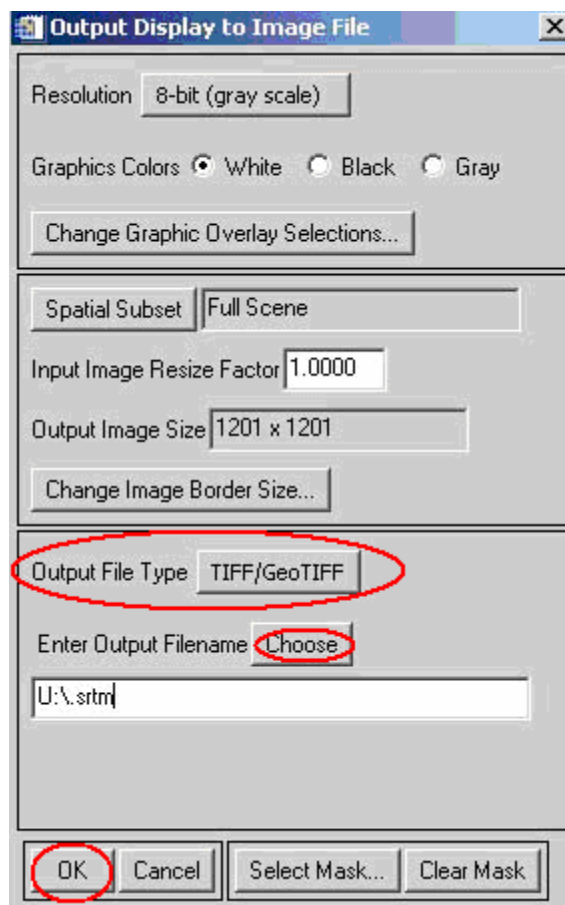 Output Display to Image File
Resolution 8-bit (gray scale)
Graphics Colors White Black Gray
Change Graphic Overlay Selections...
Spatial Subset Full Scene
Input Image Resize Factor 1.0000
Output Image Size 1201 x 1201
Change Image Border Size...
Output File Type TIFF/GeoTIFF
Enter Output Filename Choose
U:\.srtm
OK Cancel Select Mask... Clear Mask